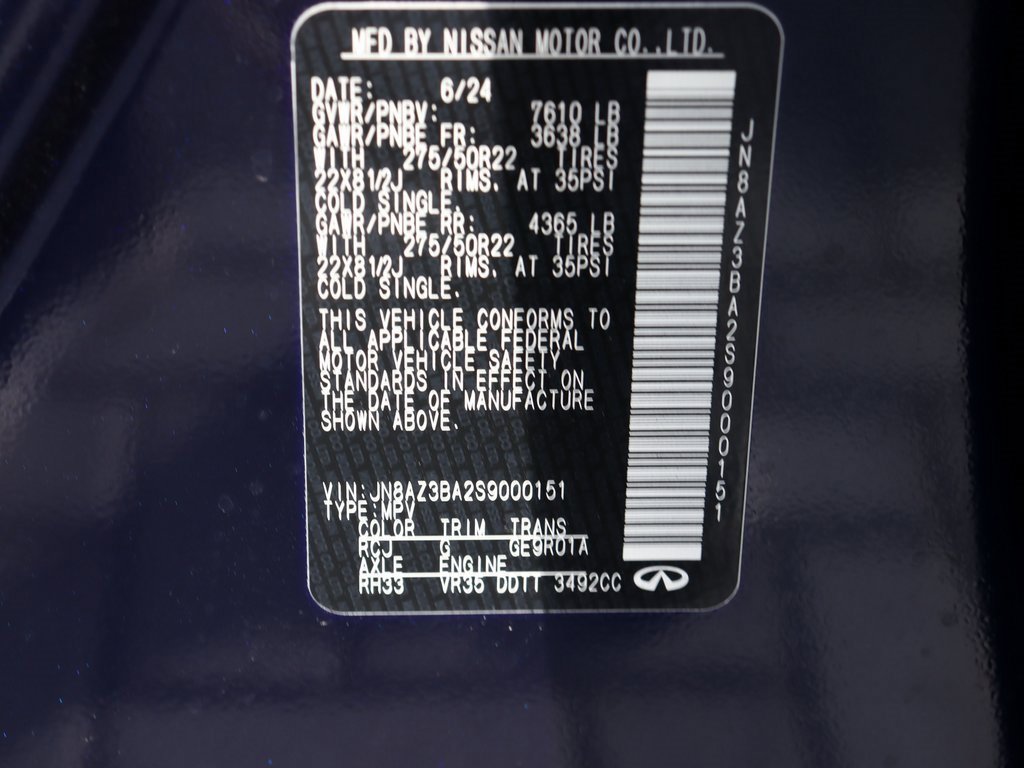 MFD BY NISSAN MOTOR CO.,LTD.
DATE: 6/24
GVWR/PNBV: 7610 LB
GAWR/PNBE FR: 3638 LB
WITH 275/50R22 TIRES
22X81/2J RIMS. AT 35PSI
COLD SINGLE.
GAWR/PNBE RR: 4365 LB
WITH 275/50R22 TIRES
22X81/2J RIMS. AT 35PSI
COLD SINGLE.
THIS VEHICLE CONFORMS TO
ALL APPLICABLE FEDERAL
MOTOR VEHICLE SAFETY
STANDARDS IN EFFECT ON
THE DATE OF MANUFACTURE
SHOWN ABOVE.
VIN:JN8AZ3BA2S9000151
TYPE:MPV
COLOR TRIM TRANS
RCJ G GE9R01A
AXLE ENGINE
RH33 VR35 DDTT 3492CC
JN8AZ3BA2S9000151